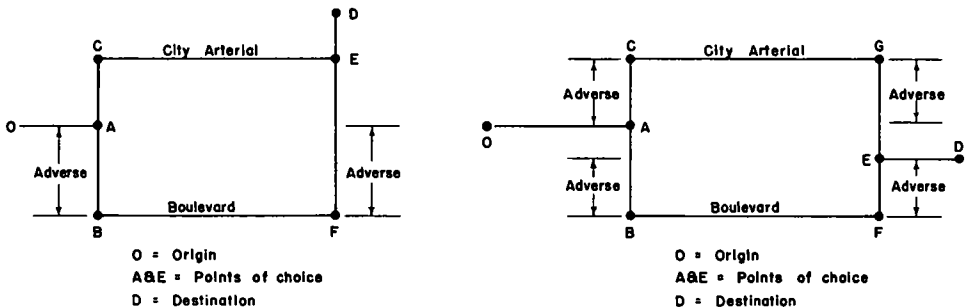 D
C
City Arterial
E
O
A
Adverse
Adverse
Boulevard
B
F
O = Origin
A&E = Points of choice
D = Destination
C
City Arterial
G
Adverse
Adverse
O
A
E
D
Adverse
Adverse
Boulevard
B
F
O = Origin
A&E = Points of choice
D = Destination